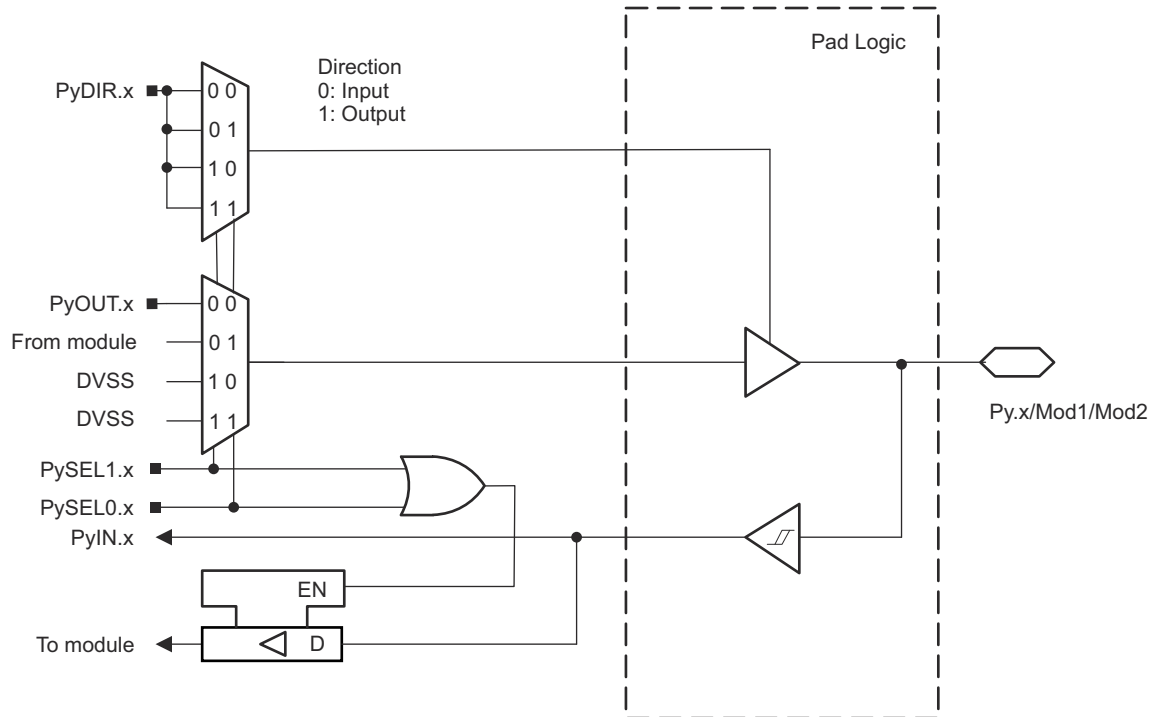 Pad Logic
Direction
0: Input
1: Output
PyDIR.x
0 0
0 1
1 0
1 1
PyOUT.x
0 0
From module
0 1
DVSS
1 0
DVSS
1 1
PySEL1.x
PySEL0.x
PyIN.x
Py.x/Mod1/Mod2
EN
To module
D